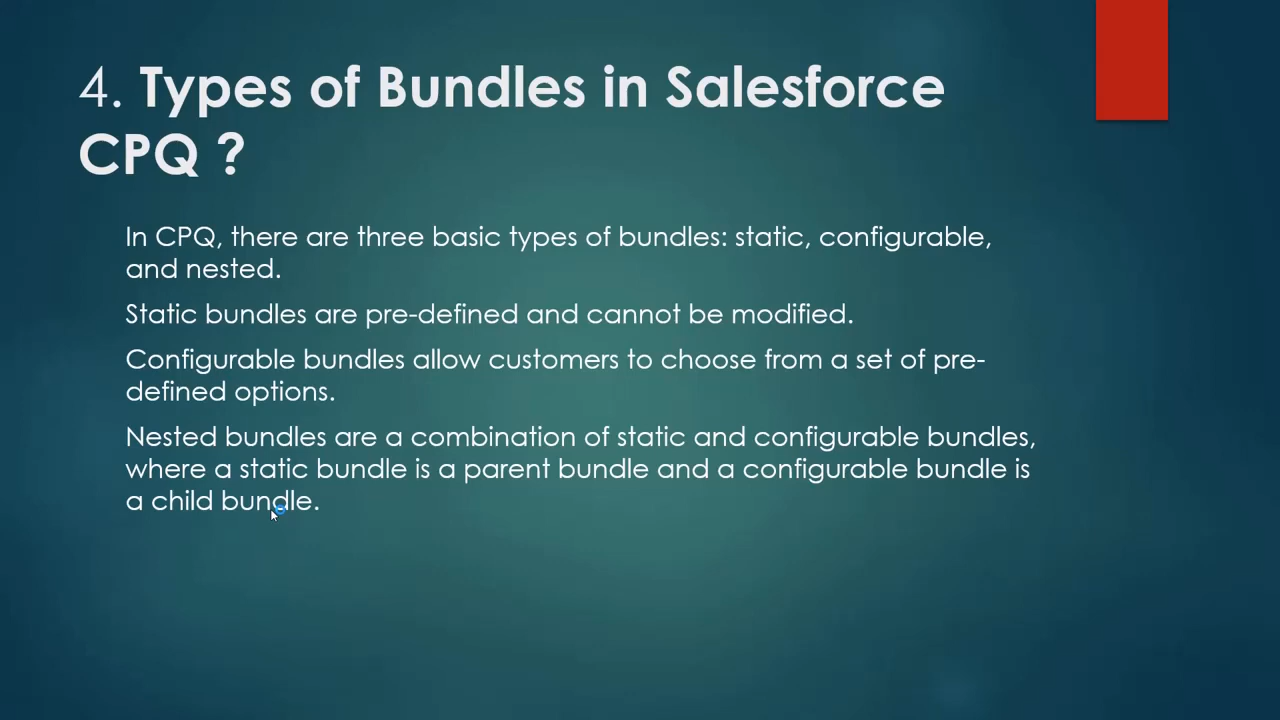 4. Types of Bundles in Salesforce
CPQ ?
In CPQ, there are three basic types of bundles: static, configurable,
and nested.
Static bundles are pre-defined and cannot be modified.
Configurable bundles allow customers to choose from a set of pre-
defined options.
Nested bundles are a combination of static and configurable bundles,
where a static bundle is a parent bundle and a configurable bundle is
a child bundle.